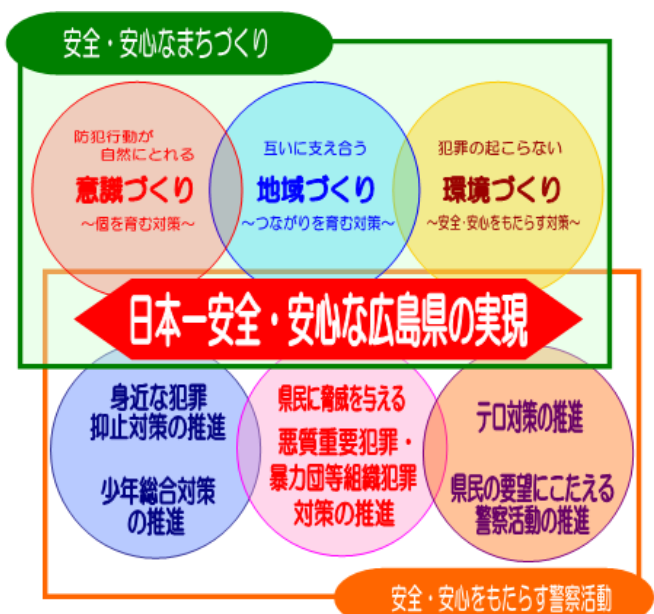 安全・安心なまちづくり
防犯行動が
自然にとれる
意識づくり
～個を育む対策～
互いに支え合う
地域づくり
～つながりを育む対策～
犯罪の起こらない
環境づくり
～安全・安心をもたらす対策～
日本一安全・安心な広島県の実現
身近な犯罪
抑止対策の推進
少年総合対策
の推進
県民に脅威を与える
悪質重要犯罪・
暴力団等組織犯罪
対策の推進
テロ対策の推進
県民の要望にこたえる
警察活動の推進
安全・安心をもたらす警察活動